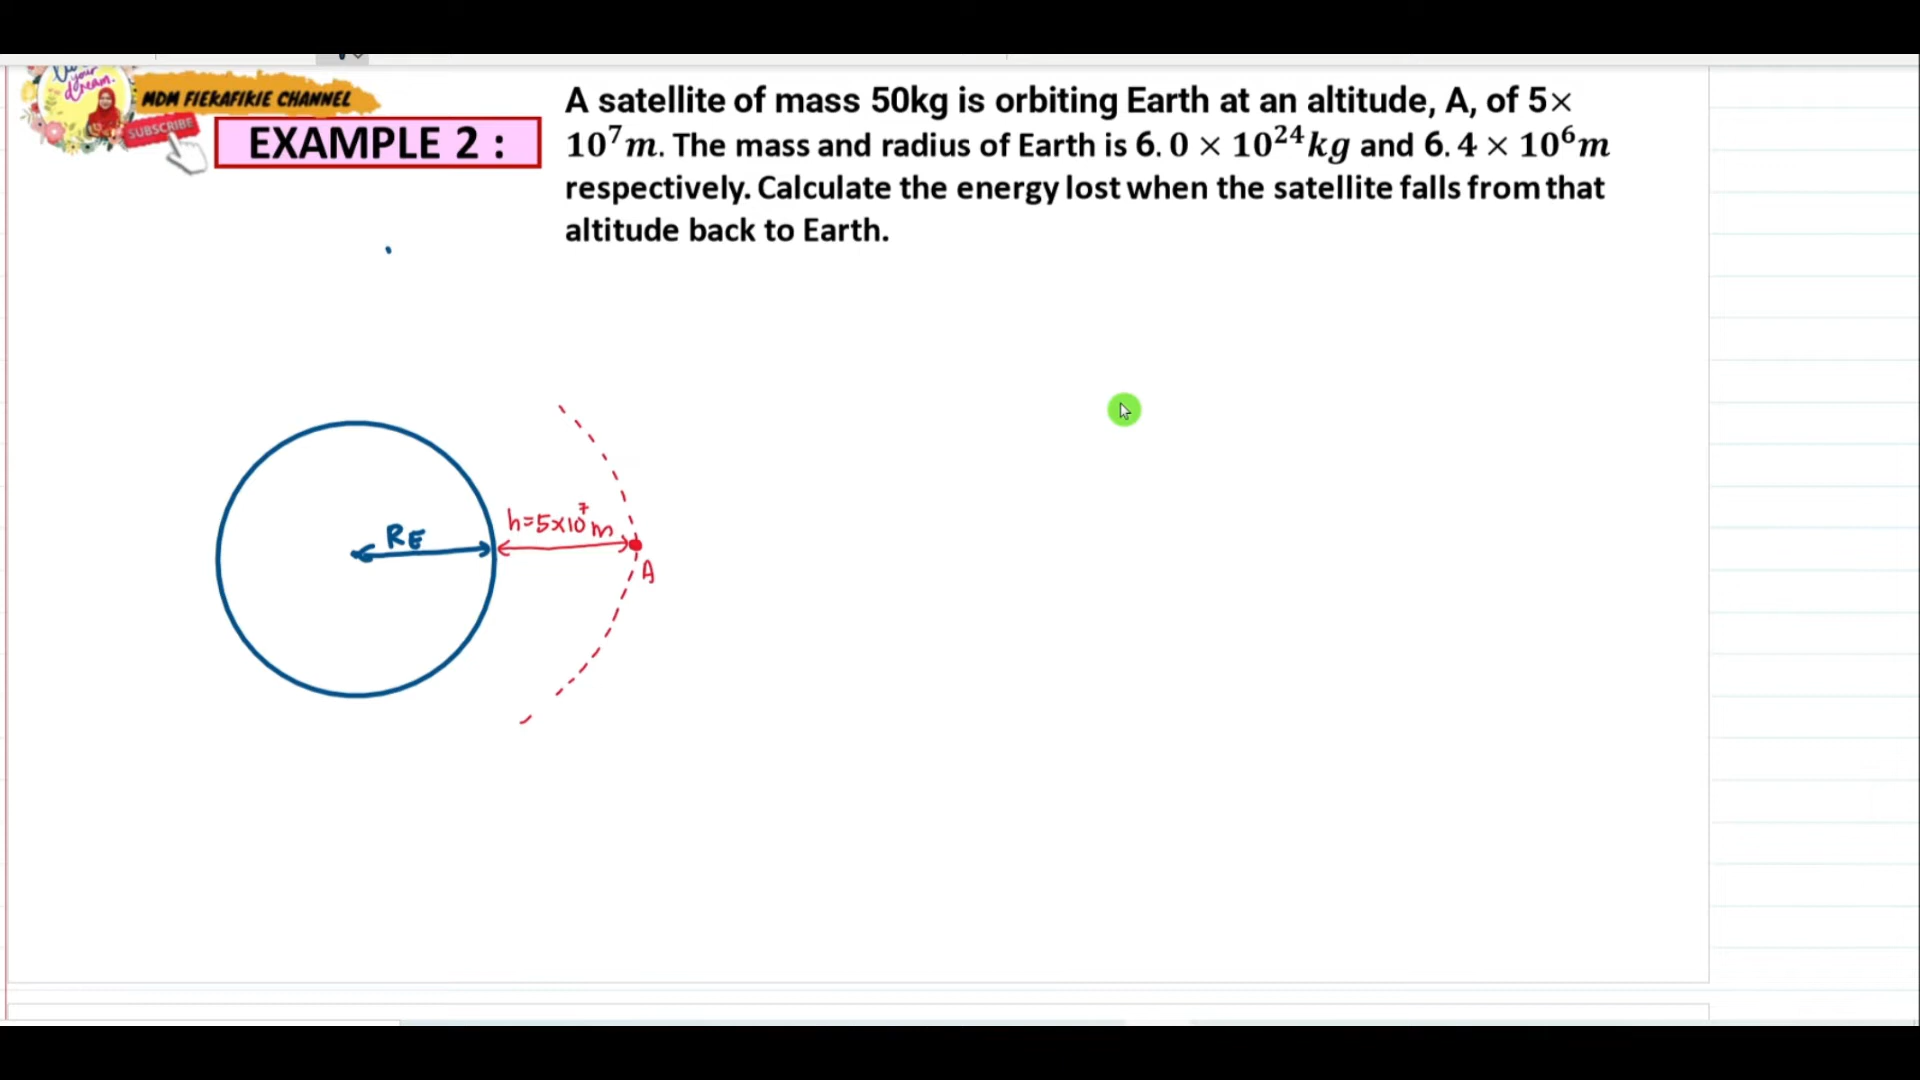 your
dream.
MDM FIEKAFIKIE CHANNEL
SUBSCRIBE
EXAMPLE 2 :
A satellite of mass 50kg is orbiting Earth at an altitude, A, of 5×
10⁷m. The mass and radius of Earth is 6.0 × 10²⁴kg and 6.4 × 10⁶m
respectively. Calculate the energy lost when the satellite falls from that
altitude back to Earth.
RE
h=5×10⁷m
A